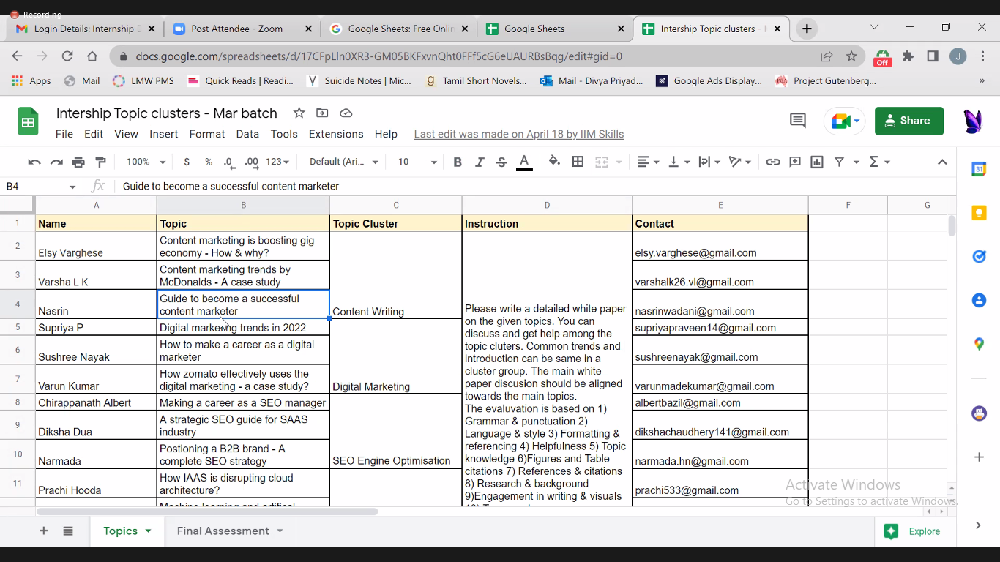 Recording
Login Details: Internship
Post Attendee - Zoom
Google Sheets: Free Onlin
Google Sheets
Intership Topic clusters -
docs.google.com/spreadsheets/d/17CFpLIn0XR3-GM05BKFxvnQht0FFf5cG6eUAURBsBqg/edit#gid=0
Off
J
Apps
Mail
LMW PMS
Quick Reads | Readi...
Suicide Notes | Mic...
Tamil Short Novels...
Mail - Divya Priyad...
Google Ads Display...
Project Gutenberg...
»
Intership Topic clusters - Mar batch
Share
File Edit View Insert Format Data Tools Extensions Help
Last edit was made on April 18 by IIM Skills
100% $ % .0 .00 123 Default (Ari... 10 B I S A
B4
fx
Guide to become a successful content marketer
A B C D E F G
1 Name Topic Topic Cluster Instruction Contact
2
Elsy Varghese
Content marketing is boosting gig
economy - How & why?
elsy.varghese@gmail.com
3
Varsha L K
Content marketing trends by
McDonalds - A case study
varshalk26.vl@gmail.com
4
Nasrin
Guide to become a successful
content marketer
Content Writing
nasrinwadani@gmail.com
5
Supriya P
Digital marketing trends in 2022
supriyapraveen14@gmail.com
6
Sushree Nayak
How to make a career as a digital
marketer
sushreenayak@gmail.com
7
Varun Kumar
How zomato effectively uses the
digital marketing - a case study?
Digital Marketing
varunmadekumar@gmail.com
8
Chirappanath Albert
Making a career as a SEO manager
albertbazil@gmail.com
9
Diksha Dua
A strategic SEO guide for SAAS
industry
dikshachaudhery141@gmail.com
10
Narmada
Postioning a B2B brand - A
complete SEO strategy
SEO Engine Optimisation
narmada.hn@gmail.com
11
Prachi Hooda
How IAAS is disrupting cloud
architecture?
prachi533@gmail.com
Machine learning and artifical
Please write a detailed white paper
on the given topics. You can
discuss and get help among the
topic cluters. Common trends and
introduction can be same in a
cluster group. The main white
paper discusion should be aligned
towards the main topics.
The evaluvation is based on 1)
Grammar & punctuation 2)
Language & style 3) Formatting &
referencing 4) Helpfulness 5) Topic
knowledge 6)Figures and Table
citations 7) References & citations
8) Research & background
9)Engagement in writing & visuals
Activate Windows
Go to Settings to activate Windows.
Topics
Final Assessment
Explore